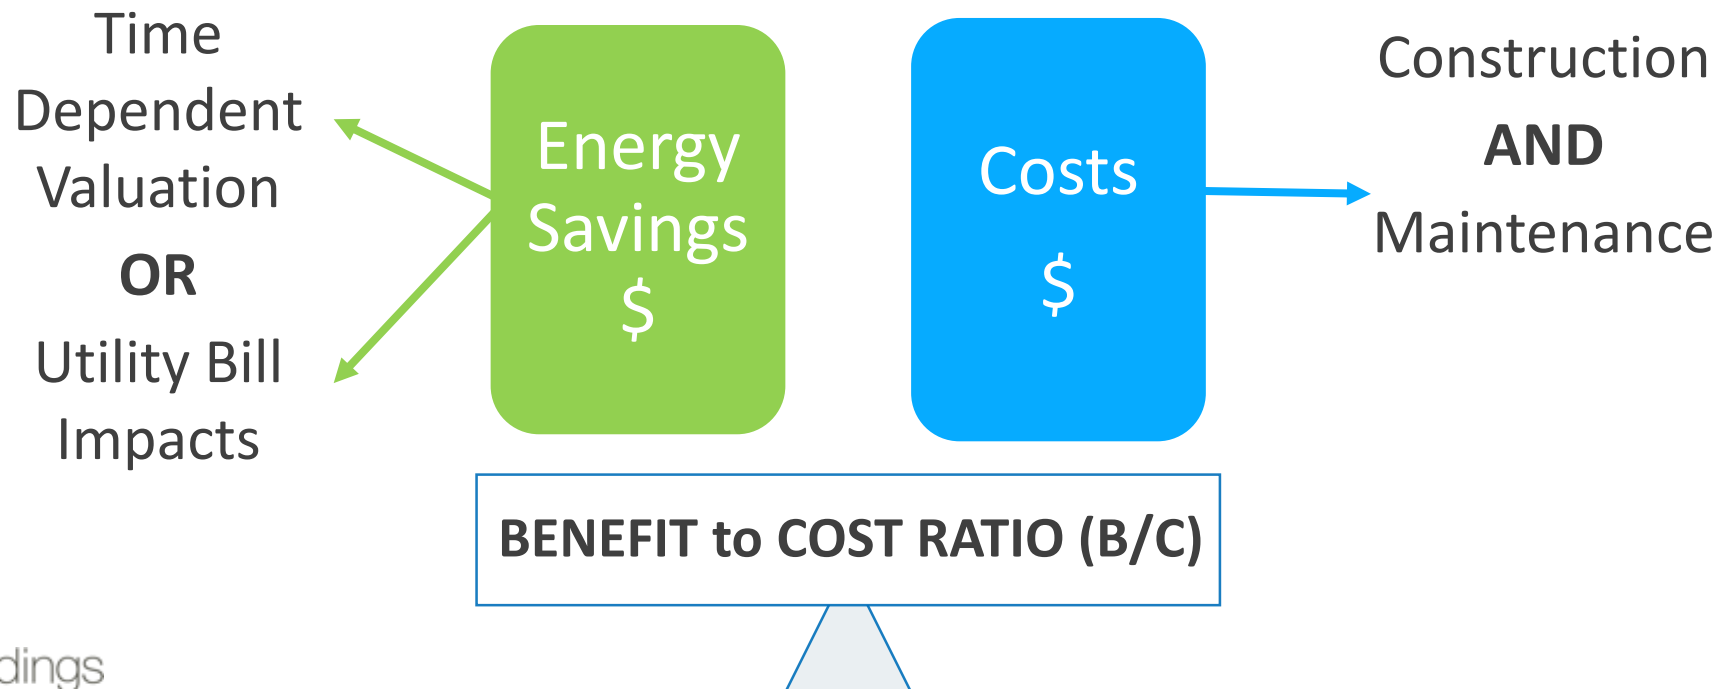 Time
Dependent
Valuation
OR
Utility Bill
Impacts
Energy
Savings
$
Costs
$
Construction
AND
Maintenance
BENEFIT to COST RATIO (B/C)
dings